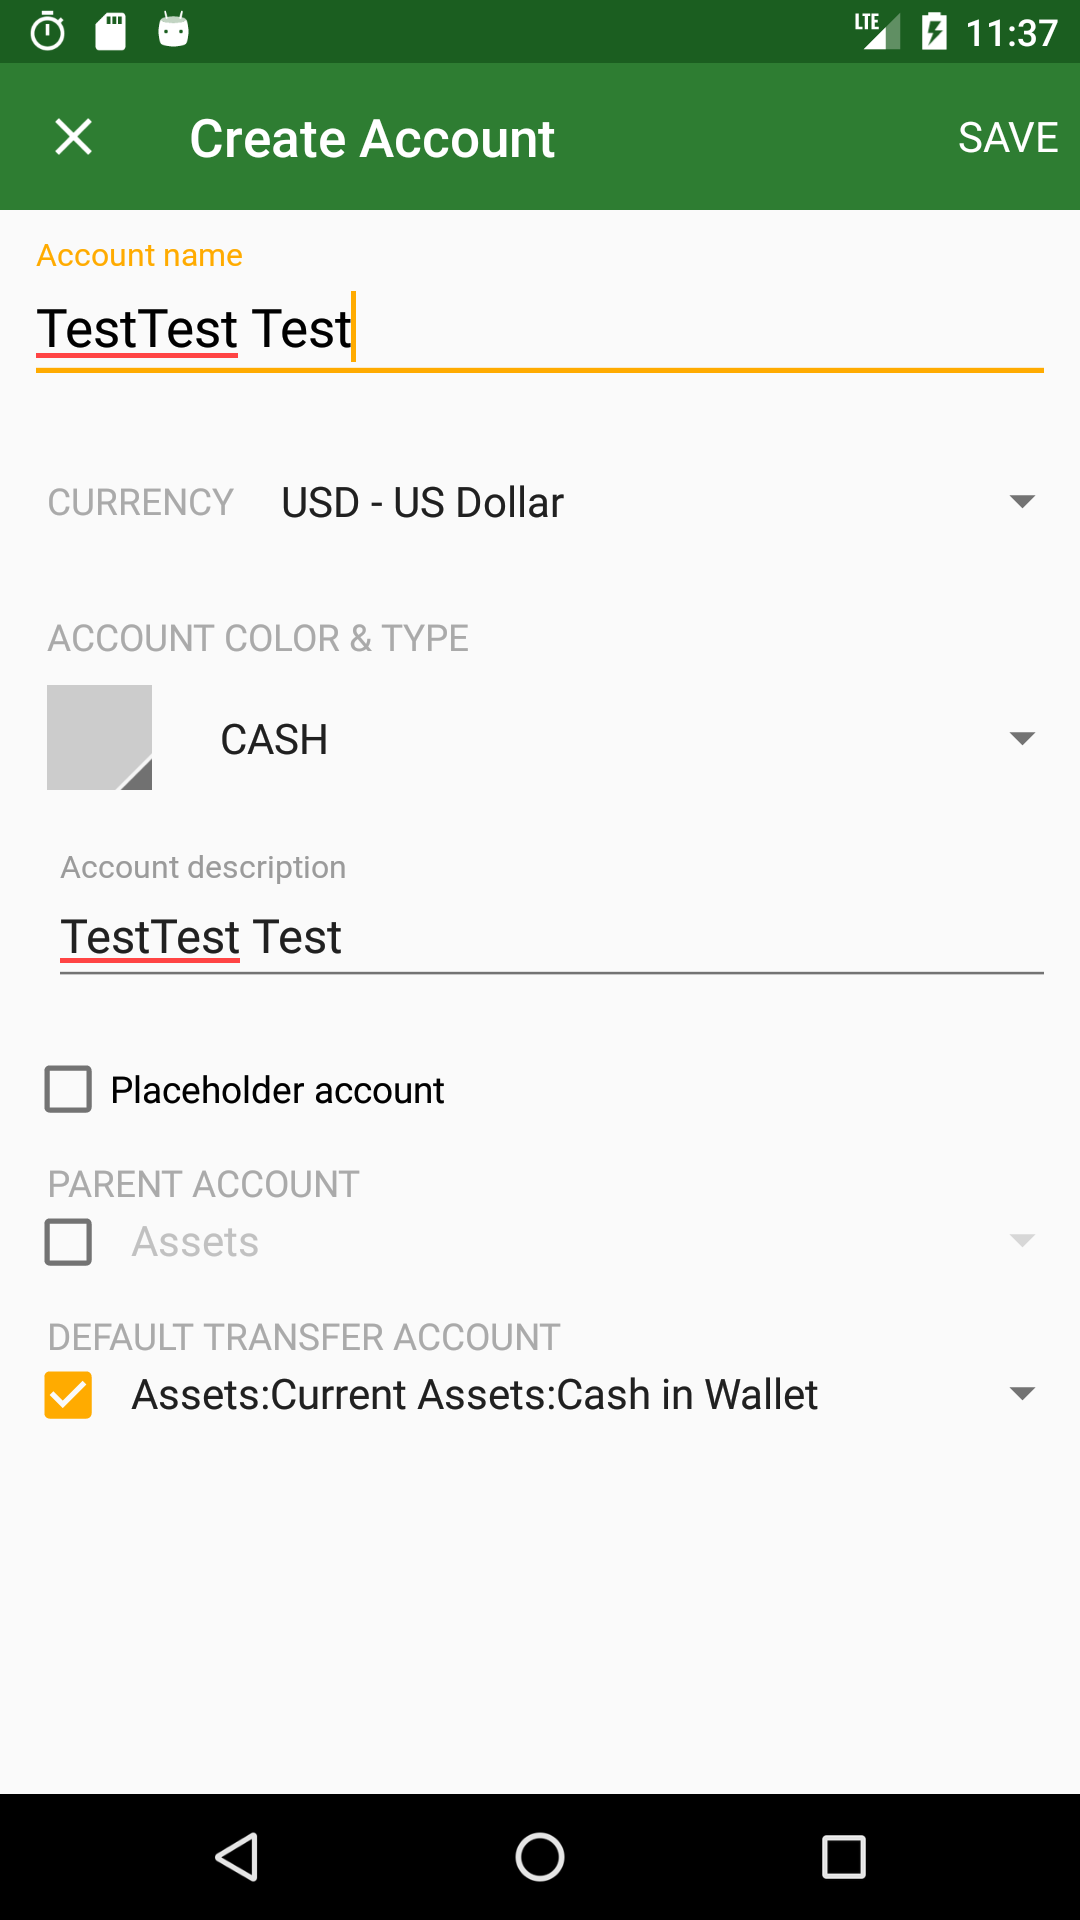 LTE 11:37
Create Account SAVE
Account name
TestTest Test
CURRENCY USD - US Dollar
ACCOUNT COLOR & TYPE
CASH
Account description
TestTest Test
Placeholder account
PARENT ACCOUNT
Assets
DEFAULT TRANSFER ACCOUNT
Assets:Current Assets:Cash in Wallet